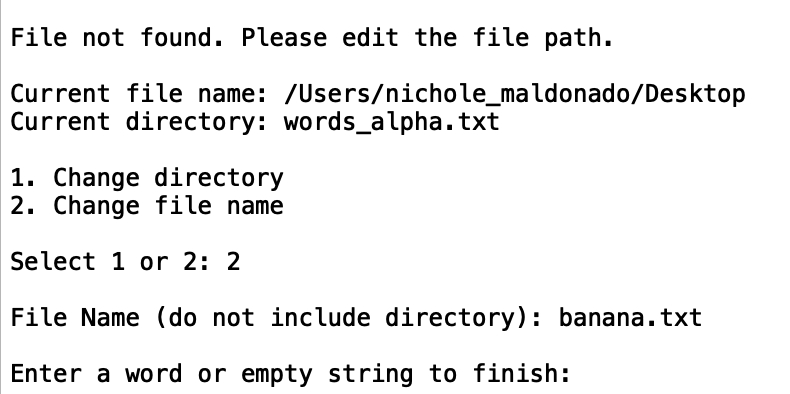 File not found. Please edit the file path.
Current file name: /Users/nichole_maldonado/Desktop
Current directory: words_alpha.txt
1. Change directory
2. Change file name
Select 1 or 2: 2
File Name (do not include directory): banana.txt
Enter a word or empty string to finish: